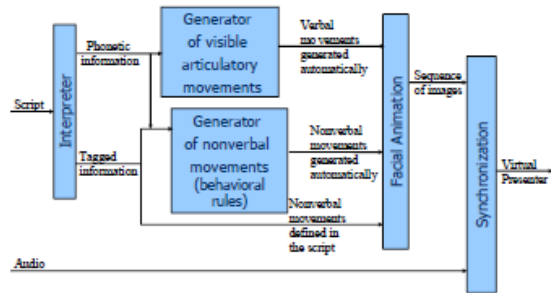 Script
Interpreter
Phonetic
information
Tagged
information
Generator
of visible
articulatory
movements
Generator
of nonverbal
movements
(behavioral
rules)
Verbal
mo vements
generated
automatically
Nonverbal
movements
generated
automatically
Nonverbal
movements
defined in
the script
Facial Animation
Sequence
of images
Synchronization
Virtual
Presenter
Audio